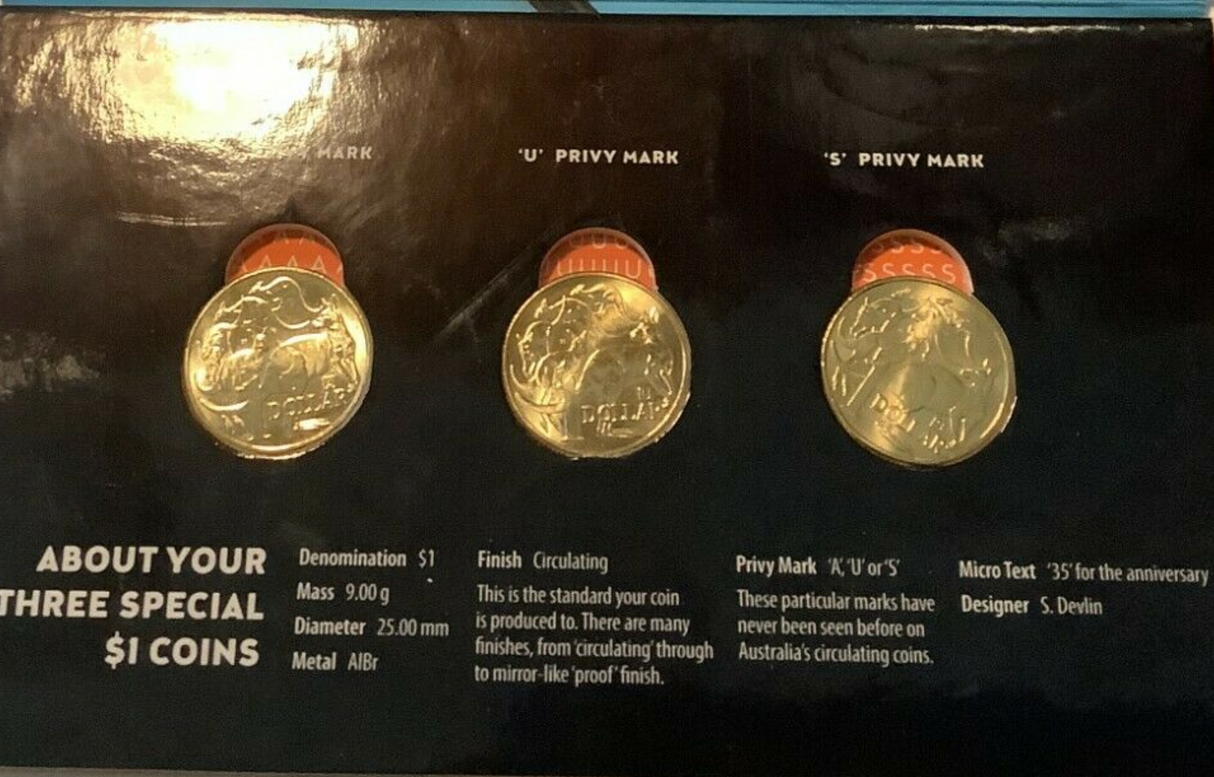 MARK
'U' PRIVY MARK
'S' PRIVY MARK
AAAA
SSSSS
DOLLAR
DOLLAR
DOLLAR
ABOUT YOUR
THREE SPECIAL
$1 COINS
Denomination $1
Mass 9.00 g
Diameter 25.00 mm
Metal AlBr
Finish Circulating
This is the standard your coin
is produced to. There are many
finishes, from 'circulating' through
to mirror-like 'proof' finish.
Privy Mark 'A', 'U' or 'S'
These particular marks have
never been seen before on
Australia's circulating coins.
Micro Text '35' for the anniversary
Designer S. Devlin